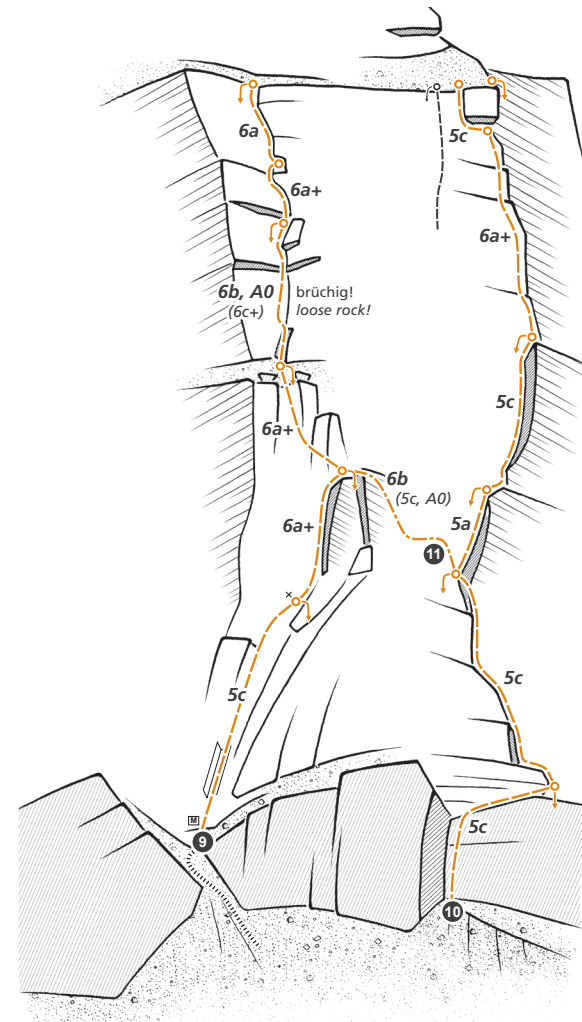 6a
5c
6a+
6a+
6b, A0
(6c+)
brüchig!
loose rock!
5c
6a+
6b
(5c, A0)
6a+
5a
11
5c
5c
M
9
5c
10